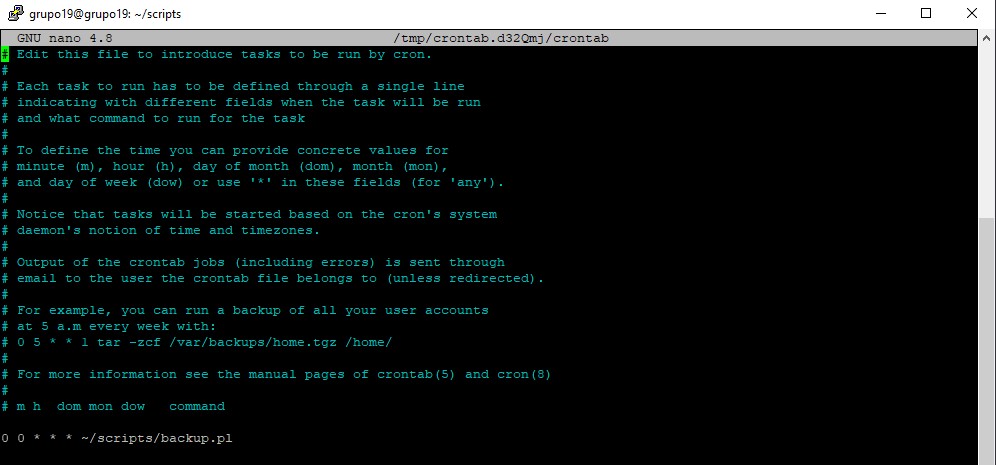 grupo19@grupo19: ~/scripts
GNU nano 4.8 /tmp/crontab.d32Qmj/crontab
# Edit this file to introduce tasks to be run by cron.
#
# Each task to run has to be defined through a single line
# indicating with different fields when the task will be run
# and what command to run for the task
#
# To define the time you can provide concrete values for
# minute (m), hour (h), day of month (dom), month (mon),
# and day of week (dow) or use '*' in these fields (for 'any').
#
# Notice that tasks will be started based on the cron's system
# daemon's notion of time and timezones.
#
# Output of the crontab jobs (including errors) is sent through
# email to the user the crontab file belongs to (unless redirected).
#
# For example, you can run a backup of all your user accounts
# at 5 a.m every week with:
# 0 5 * * 1 tar -zcf /var/backups/home.tgz /home/
#
# For more information see the manual pages of crontab(5) and cron(8)
#
# m h  dom mon dow   command
0 0 * * * ~/scripts/backup.pl